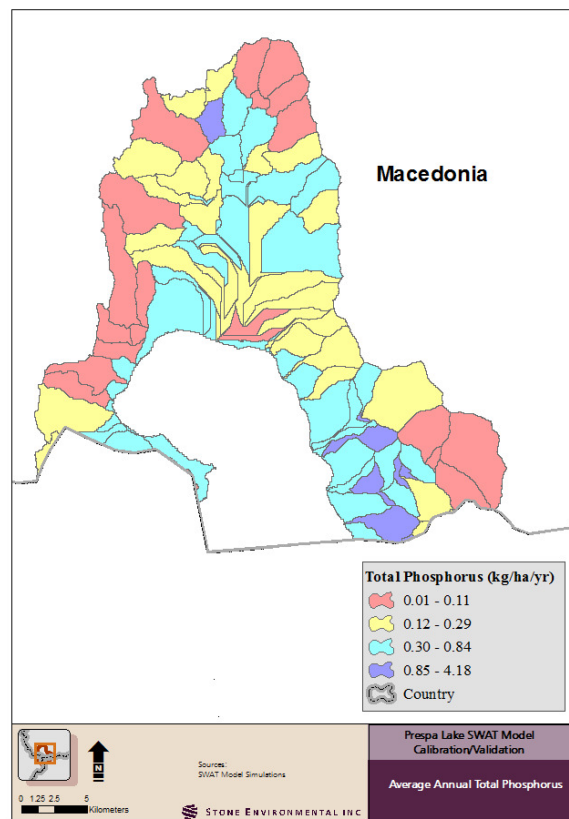 Macedonia
Total Phosphorus (kg/ha/yr)
0.01 - 0.11
0.12 - 0.29
0.30 - 0.84
0.85 - 4.18
Country
N
0 1.25 2.5 5
Kilometers
Sources:
SWAT Model Simulations
STONE ENVIRONMENTAL INC
Prespa Lake SWAT Model
Calibration/Validation
Average Annual Total Phosphorus